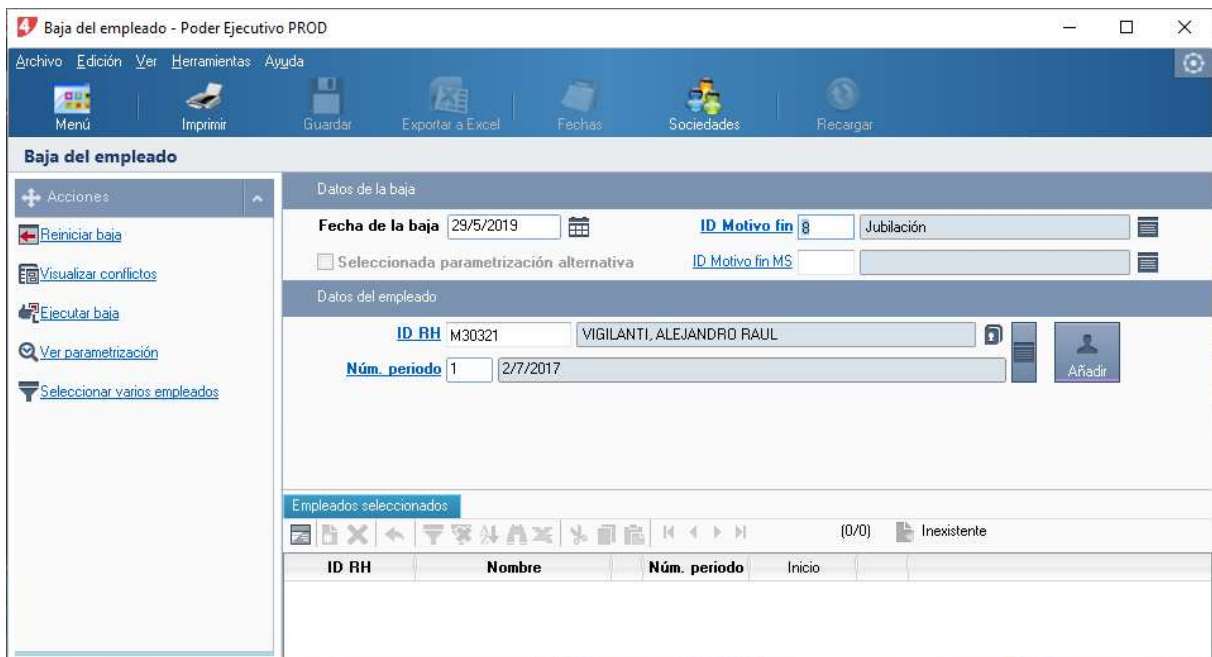 Baja del empleado - Poder Ejecutivo PROD
Archivo Edición Ver Herramientas Ayuda
Menú Imprimir Guardar Exportar a Excel Fechas Sociedades Recargar
Baja del empleado
Acciones
Reiniciar baja
Visualizar conflictos
Ejecutar baja
Ver parametrización
Seleccionar varios empleados
Datos de la baja
Fecha de la baja 29/5/2019 ID Motivo fin 8 Jubilación
Seleccionada parametrización alternativa ID Motivo fin MS
Datos del empleado
ID RH M30321 VIGILANTI, ALEJANDRO RAUL
Núm. periodo 1 2/7/2017
Añadir
Empleados seleccionados
(0/0) Inexistente
ID RH Nombre Núm. periodo Inicio